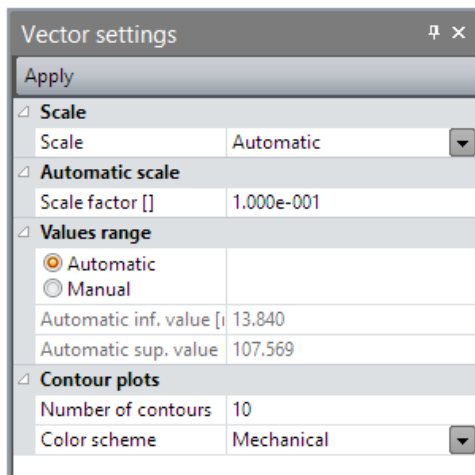 Vector settings
Apply
Scale
Scale Automatic
Automatic scale
Scale factor [] 1.000e-001
Values range
Automatic
Manual
Automatic inf. value [ 13.840
Automatic sup. value 107.569
Contour plots
Number of contours 10
Color scheme Mechanical